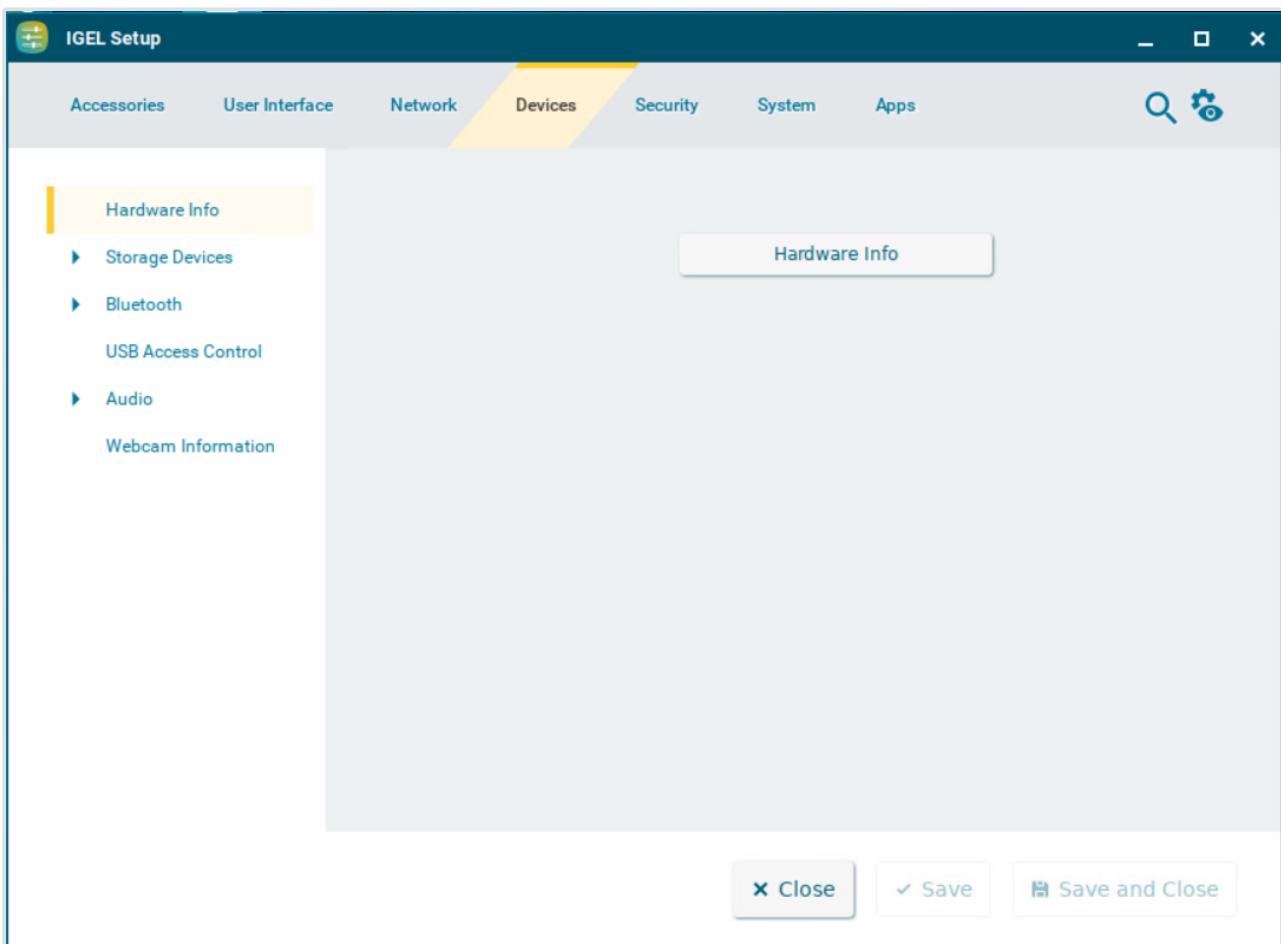 IGEL Setup
Accessories User Interface Network Devices Security System Apps
Hardware Info
Hardware Info
Storage Devices
Bluetooth
USB Access Control
Audio
Webcam Information
Close Save Save and Close